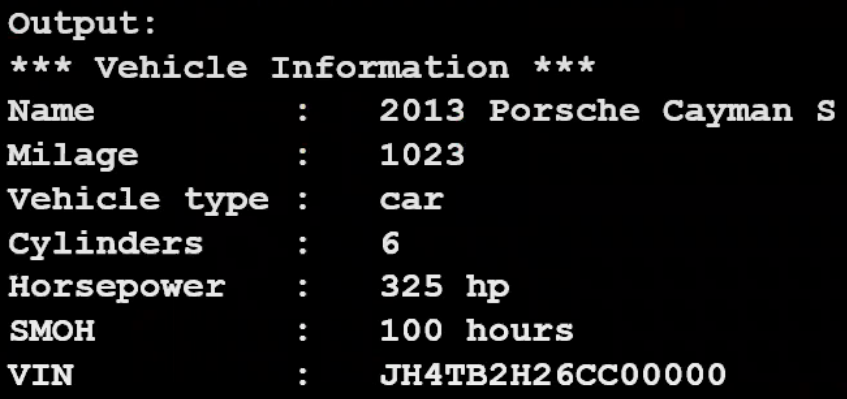 Output:
*** Vehicle Information ***
Name : 2013 Porsche Cayman S
Milage : 1023
Vehicle type : car
Cylinders : 6
Horsepower : 325 hp
SMOH : 100 hours
VIN : JH4TB2H26CC00000